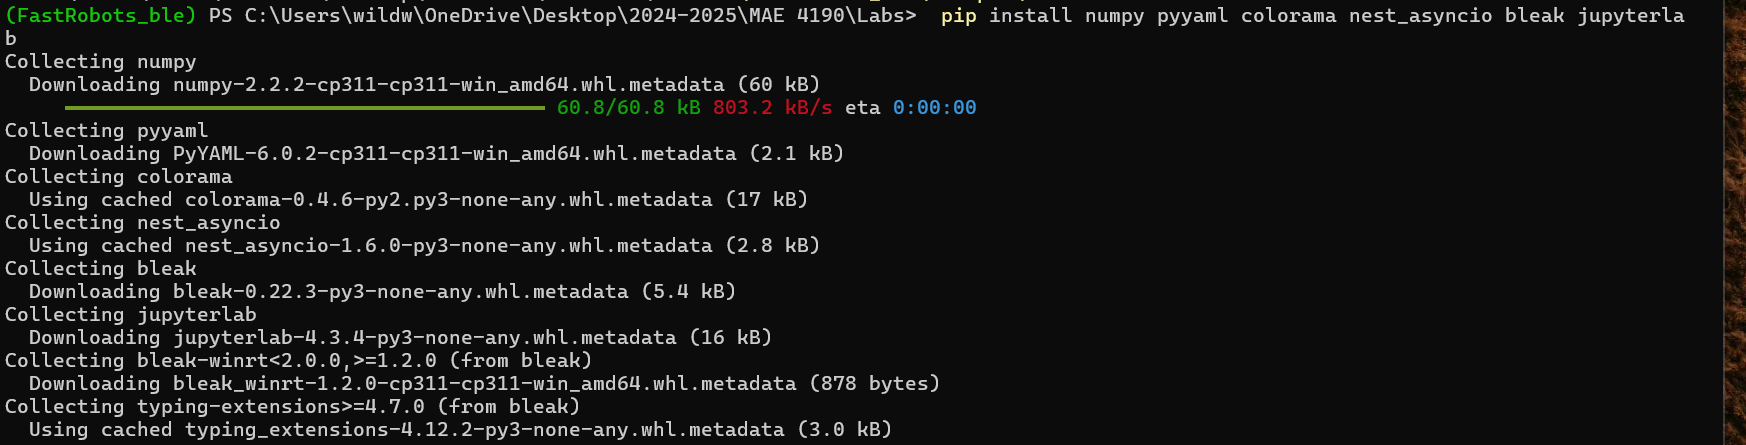 (FastRobots_ble) PS C:\Users\wildw\OneDrive\Desktop\2024-2025\MAE 4190\Labs>  pip install numpy pyyaml colorama nest_asyncio bleak jupyterla
b
Collecting numpy
  Downloading numpy-2.2.2-cp311-cp311-win_amd64.whl.metadata (60 kB)
     60.8/60.8 kB 803.2 kB/s eta 0:00:00
Collecting pyyaml
  Downloading PyYAML-6.0.2-cp311-cp311-win_amd64.whl.metadata (2.1 kB)
Collecting colorama
  Using cached colorama-0.4.6-py2.py3-none-any.whl.metadata (17 kB)
Collecting nest_asyncio
  Using cached nest_asyncio-1.6.0-py3-none-any.whl.metadata (2.8 kB)
Collecting bleak
  Downloading bleak-0.22.3-py3-none-any.whl.metadata (5.4 kB)
Collecting jupyterlab
  Downloading jupyterlab-4.3.4-py3-none-any.whl.metadata (16 kB)
Collecting bleak-winrt<2.0.0,>=1.2.0 (from bleak)
  Downloading bleak_winrt-1.2.0-cp311-cp311-win_amd64.whl.metadata (878 bytes)
Collecting typing-extensions>=4.7.0 (from bleak)
  Using cached typing_extensions-4.12.2-py3-none-any.whl.metadata (3.0 kB)